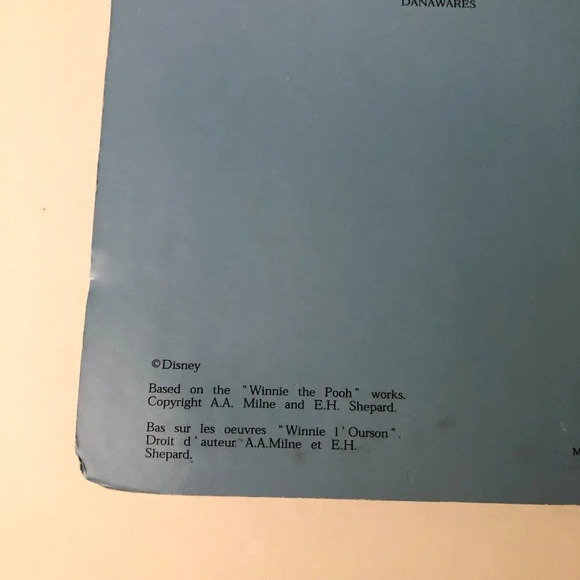 DANAWARES
©Disney
Based on the "Winnie the Pooh" works.
Copyright A.A. Milne and E.H. Shepard.
Bas sur les oeuvres "Winnie l'Ourson".
Droit d'auteur A.A.Milne et E.H.
Shepard.
M